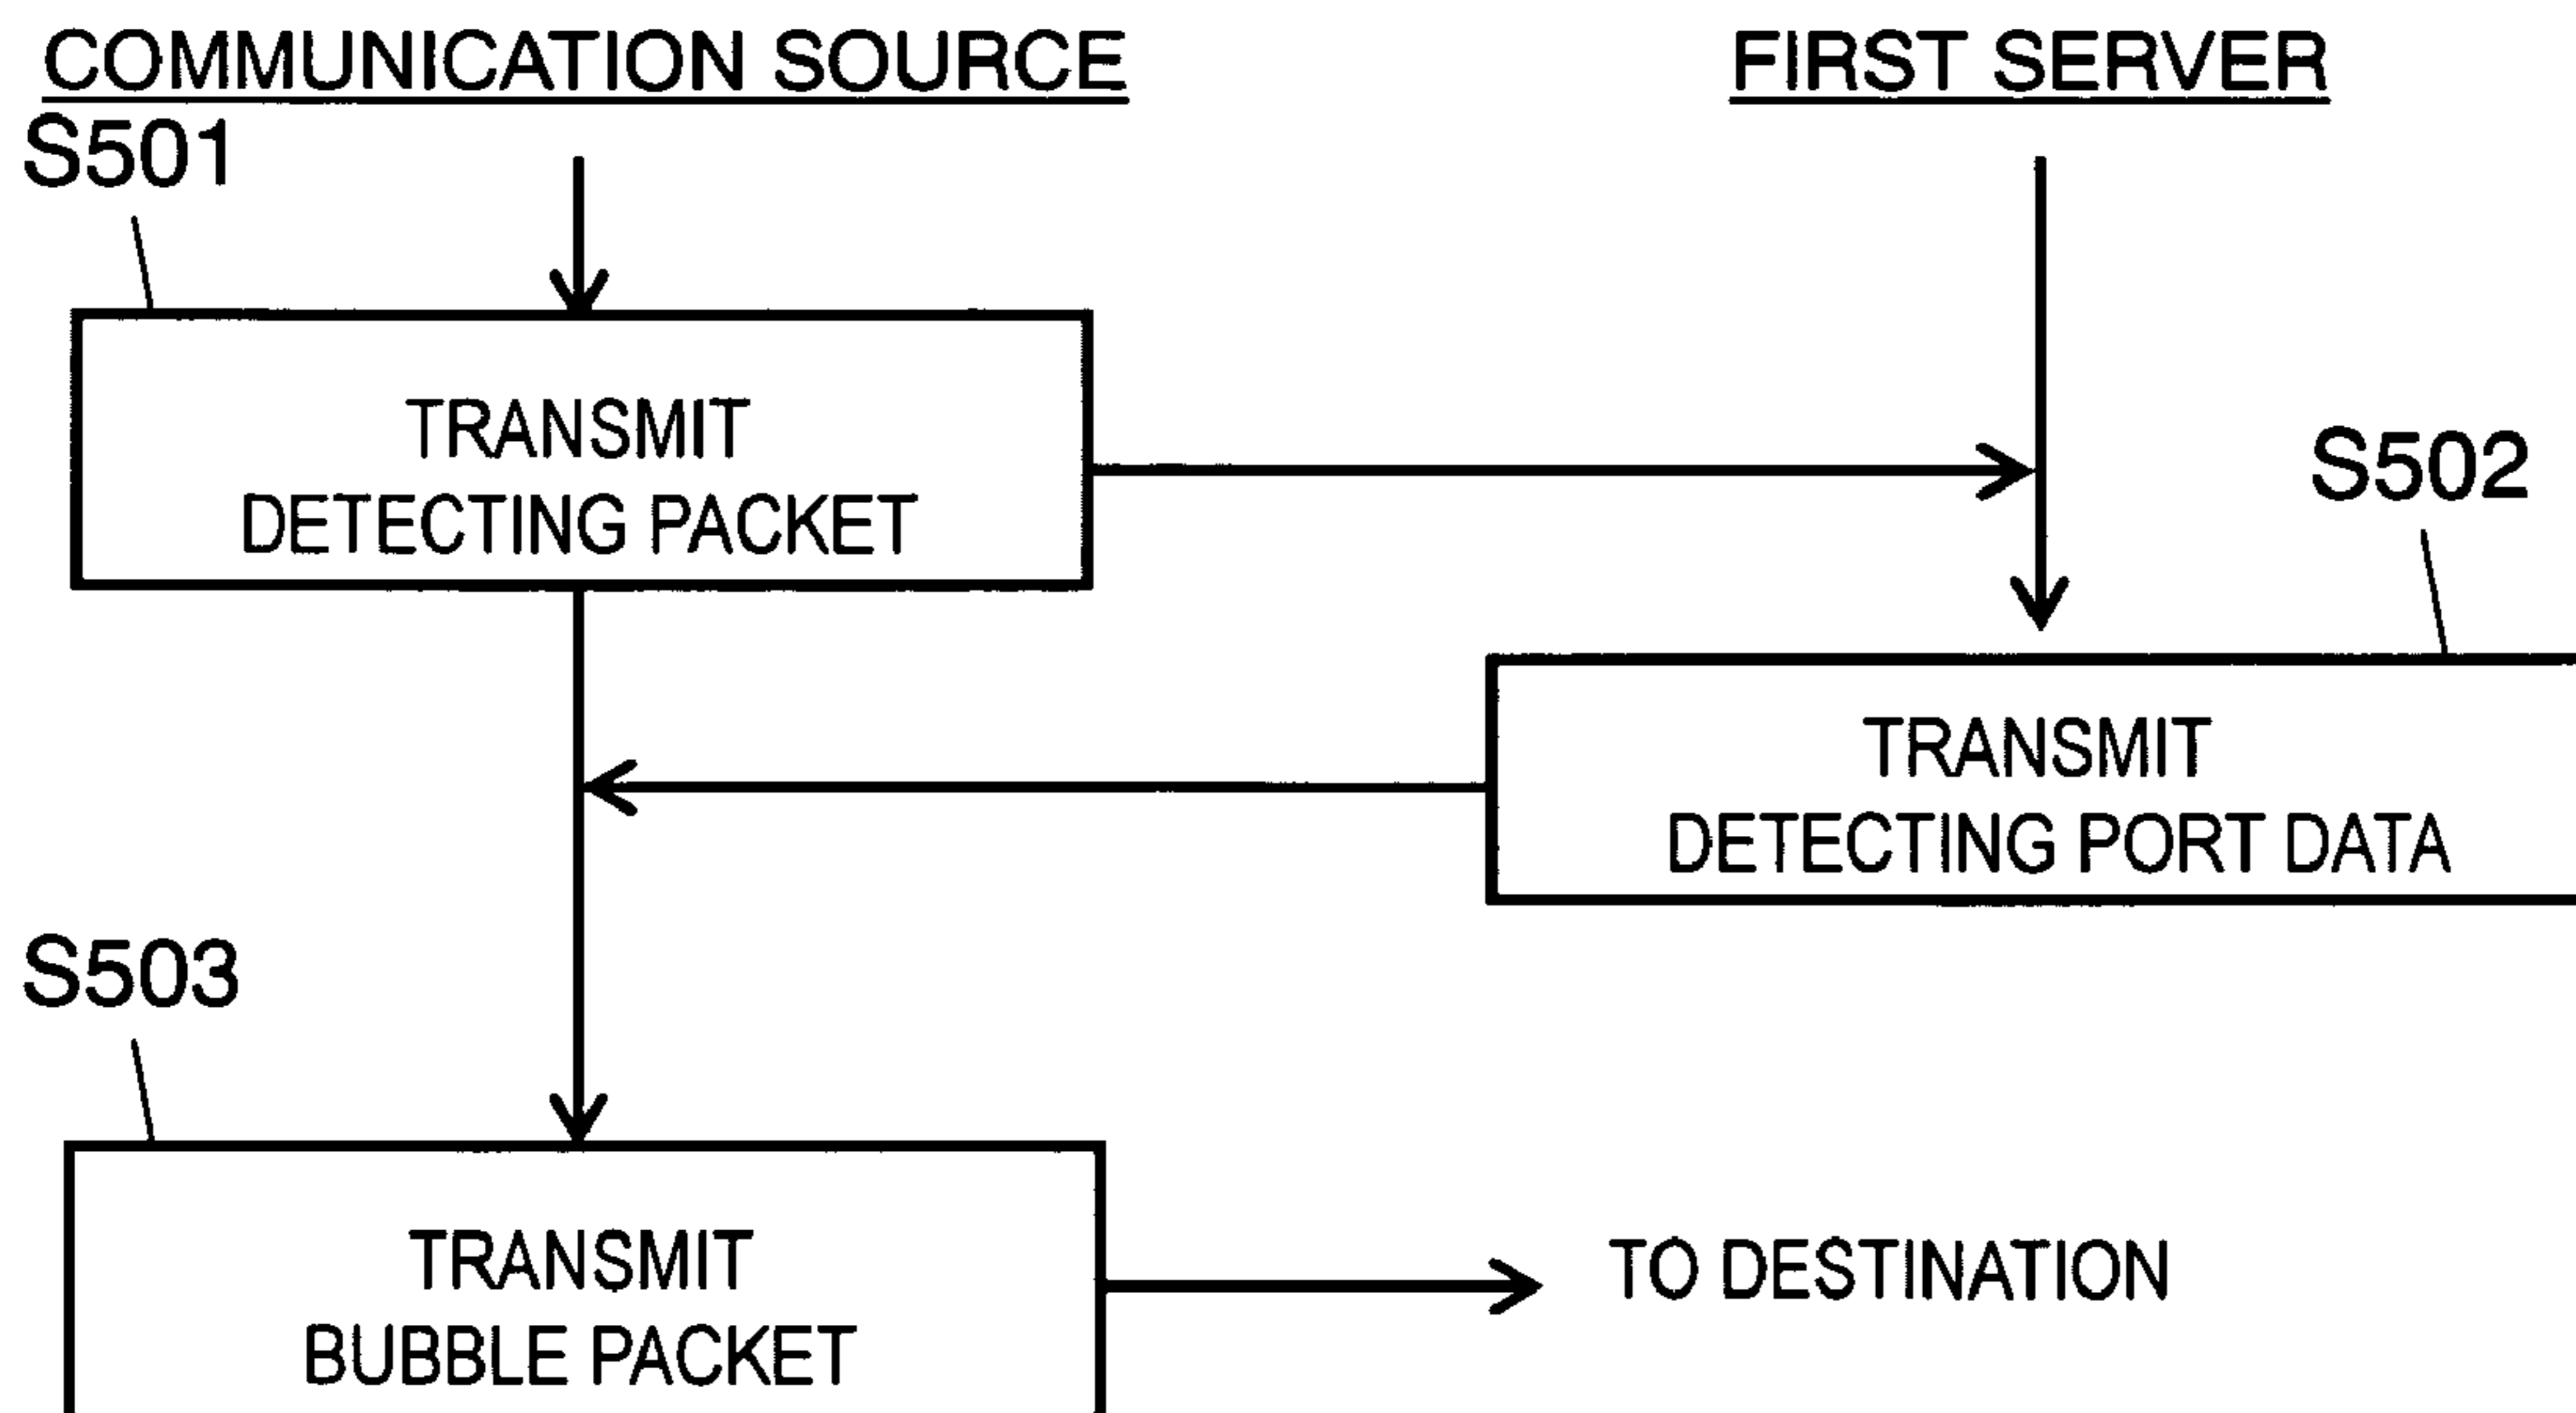 COMMUNICATION SOURCE
FIRST SERVER
S501
TRANSMIT
DETECTING PACKET
S502
TRANSMIT
DETECTING PORT DATA
S503
TRANSMIT
BUBBLE PACKET
TO DESTINATION